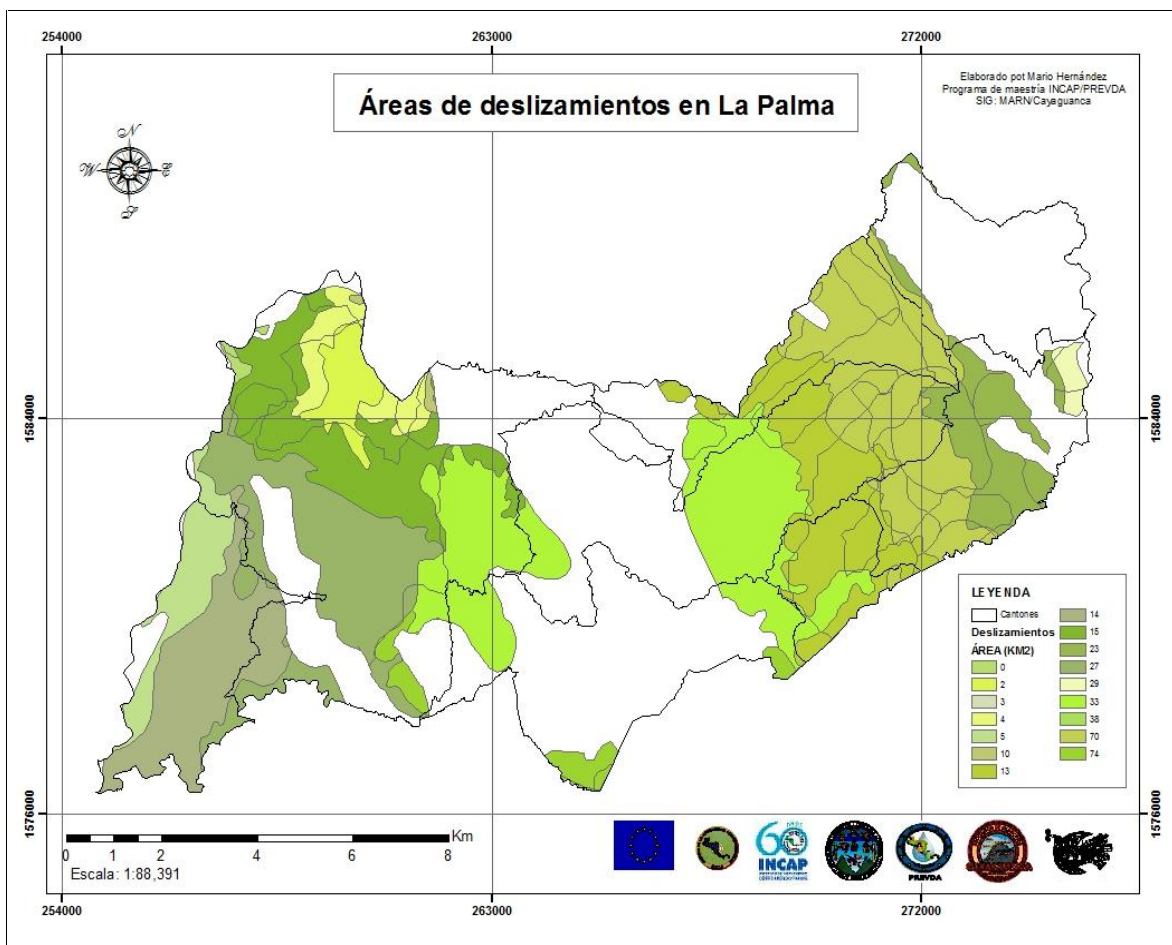 254000 263000 272000
Áreas de deslizamientos en La Palma
Elaborado pot Mario Hernández
Programa de maestría INCAP/PREVDA
SIG: MARN/Cayaguanca
N
W E
S
1584000 1584000
LEYENDA
Cantones
Deslizamientos
ÁREA (KM2)
0
2
3
4
5
10
13
14
15
23
27
29
33
38
70
74
1576000 1576000
0 1 2 4 6 8 Km
Escala: 1:88,391
60
INCAP
PREVDA
254000 263000 272000